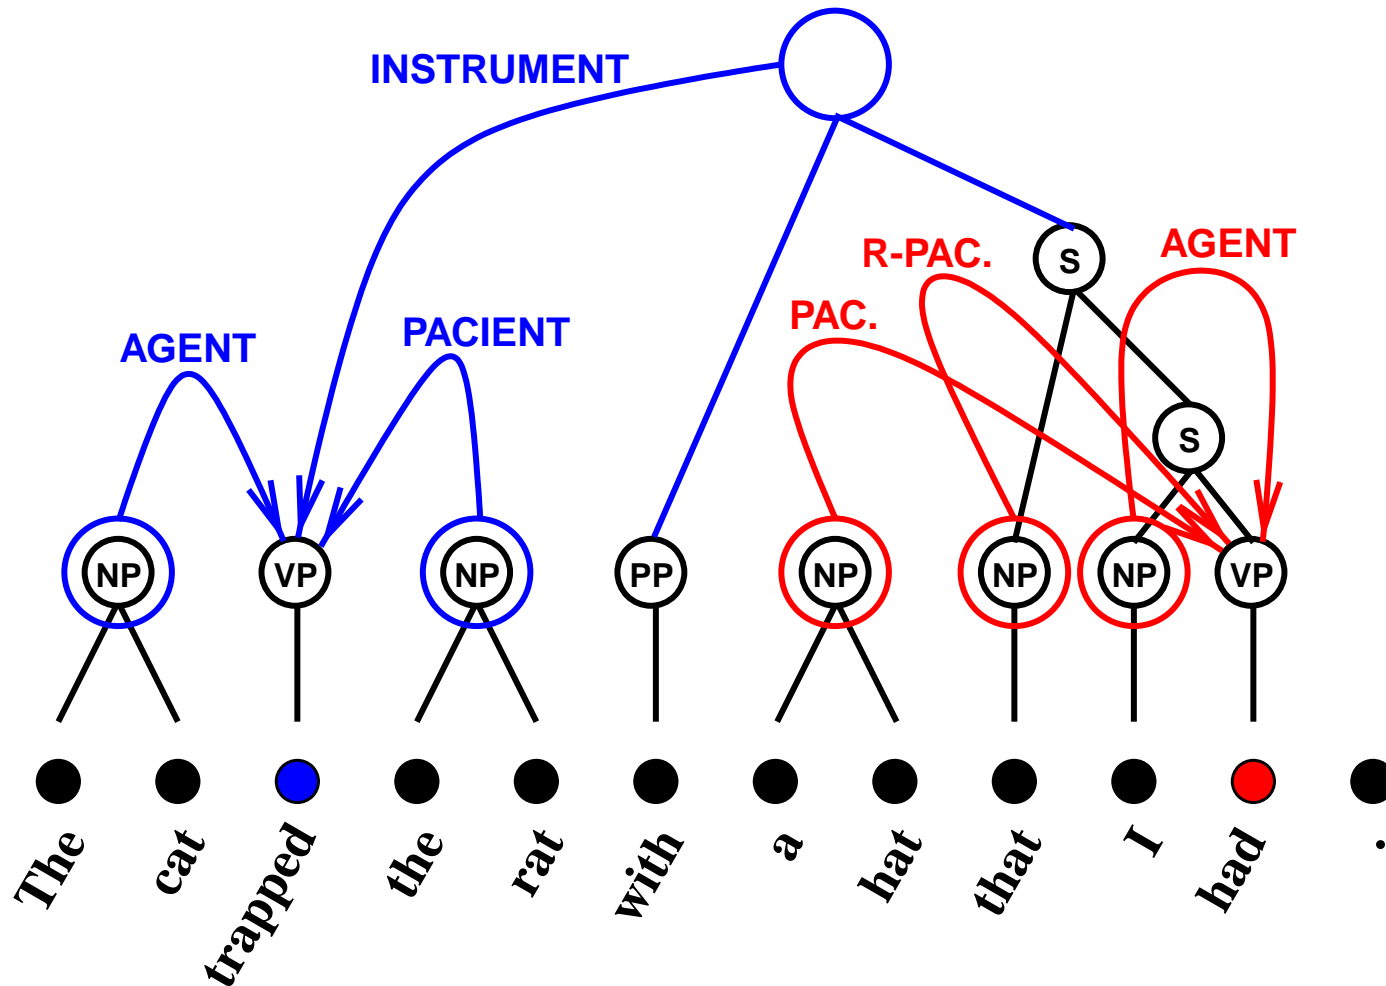 INSTRUMENT
R-PAC. AGENT
S
PAC.
AGENT PACIENT
S
NP VP NP PP NP NP NP VP
The cat trapped the rat with a hat that I had .